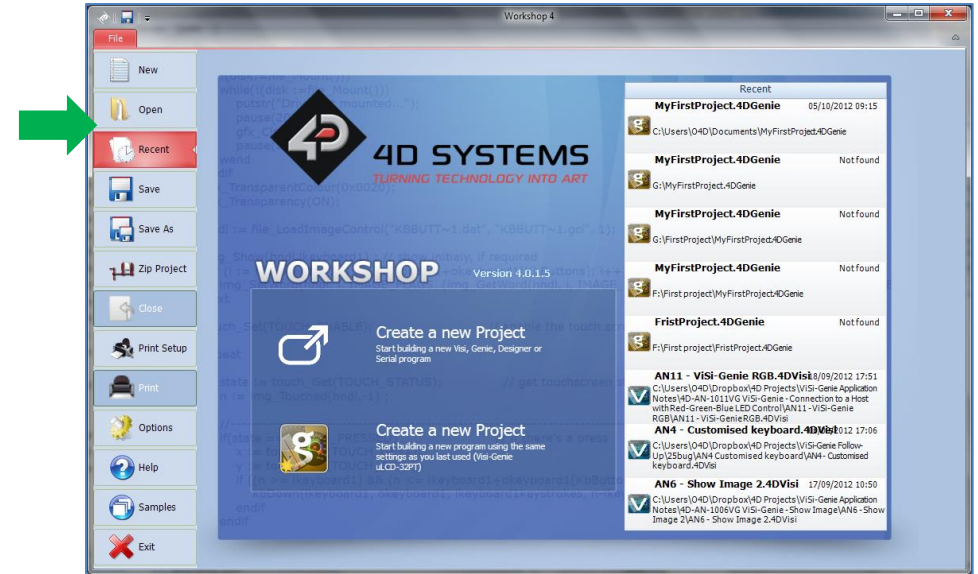 Workshop 4
File
New
Open
Recent
Save
Save As
Zip Project
Close
Print Setup
Print
Options
Help
Samples
Exit
4D SYSTEMS
TURNING TECHNOLOGY INTO ART
WORKSHOP Version 4.0.1.5
Create a new Project
Start building a new Visi, Genie, Designer or
Serial program
Create a new Project
Start building a new program using the same
settings as you last used (Visi-Genie
uLCD-32PT)
Recent
MyFirstProject.4DGenie 05/10/2012 09:15
C:\Users\O4D\Documents\MyFirstProject.4DGenie
MyFirstProject.4DGenie Not found
G:\MyFirstProject.4DGenie
MyFirstProject.4DGenie Not found
G:\FirstProject\MyFirstProject.4DGenie
MyFirstProject.4DGenie Not found
F:\First project\MyFirstProject.4DGenie
FristProject.4DGenie Not found
F:\First project\FristProject.4DGenie
AN11 - ViSi-Genie RGB.4DVisi 18/09/2012 17:51
C:\Users\O4D\Dropbox\4D Projects\ViSi-Genie Application
Notes\4D-AN-1011VG ViSi-Genie - Connection to a Host
with Red-Green-Blue LED Control\AN11 - ViSi-Genie
RGB\AN11 - ViSi-Genie RGB.4DVisi
AN4 - Customised keyboard.4DVisi 2012 17:06
C:\Users\O4D\Dropbox\4D Projects\ViSi-Genie Follow-
Up\25bug\AN4 Customised keyboard\AN4 - Customised
keyboard.4DVisi
AN6 - Show Image 2.4DVisi 17/09/2012 10:50
C:\Users\O4D\Dropbox\4D Projects\ViSi-Genie Application
Notes\4D-AN-1006VG ViSi-Genie - Show Image\AN6 - Show
Image 2\AN6 - Show Image 2.4DVisi